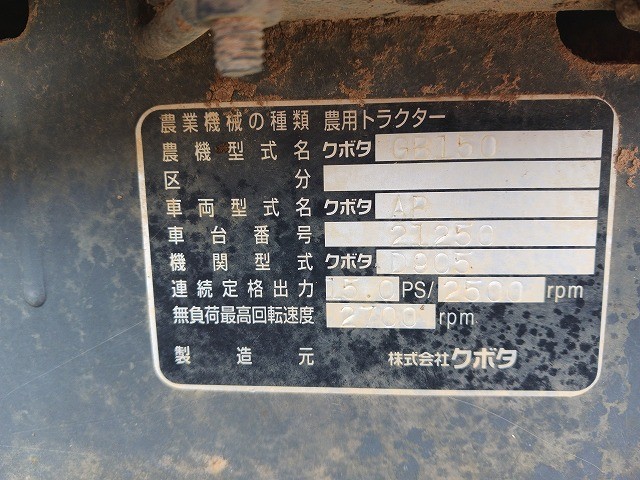 農業機械の種類 農用トラクター
農機型式名 クボタ GB150
区分
車両型式名 クボタ AP
車台番号 21250
機関型式 クボタ D905
連続定格出力 15.0 PS/ 2500 rpm
無負荷最高回転速度 2700 rpm
製造元 株式会社クボタ